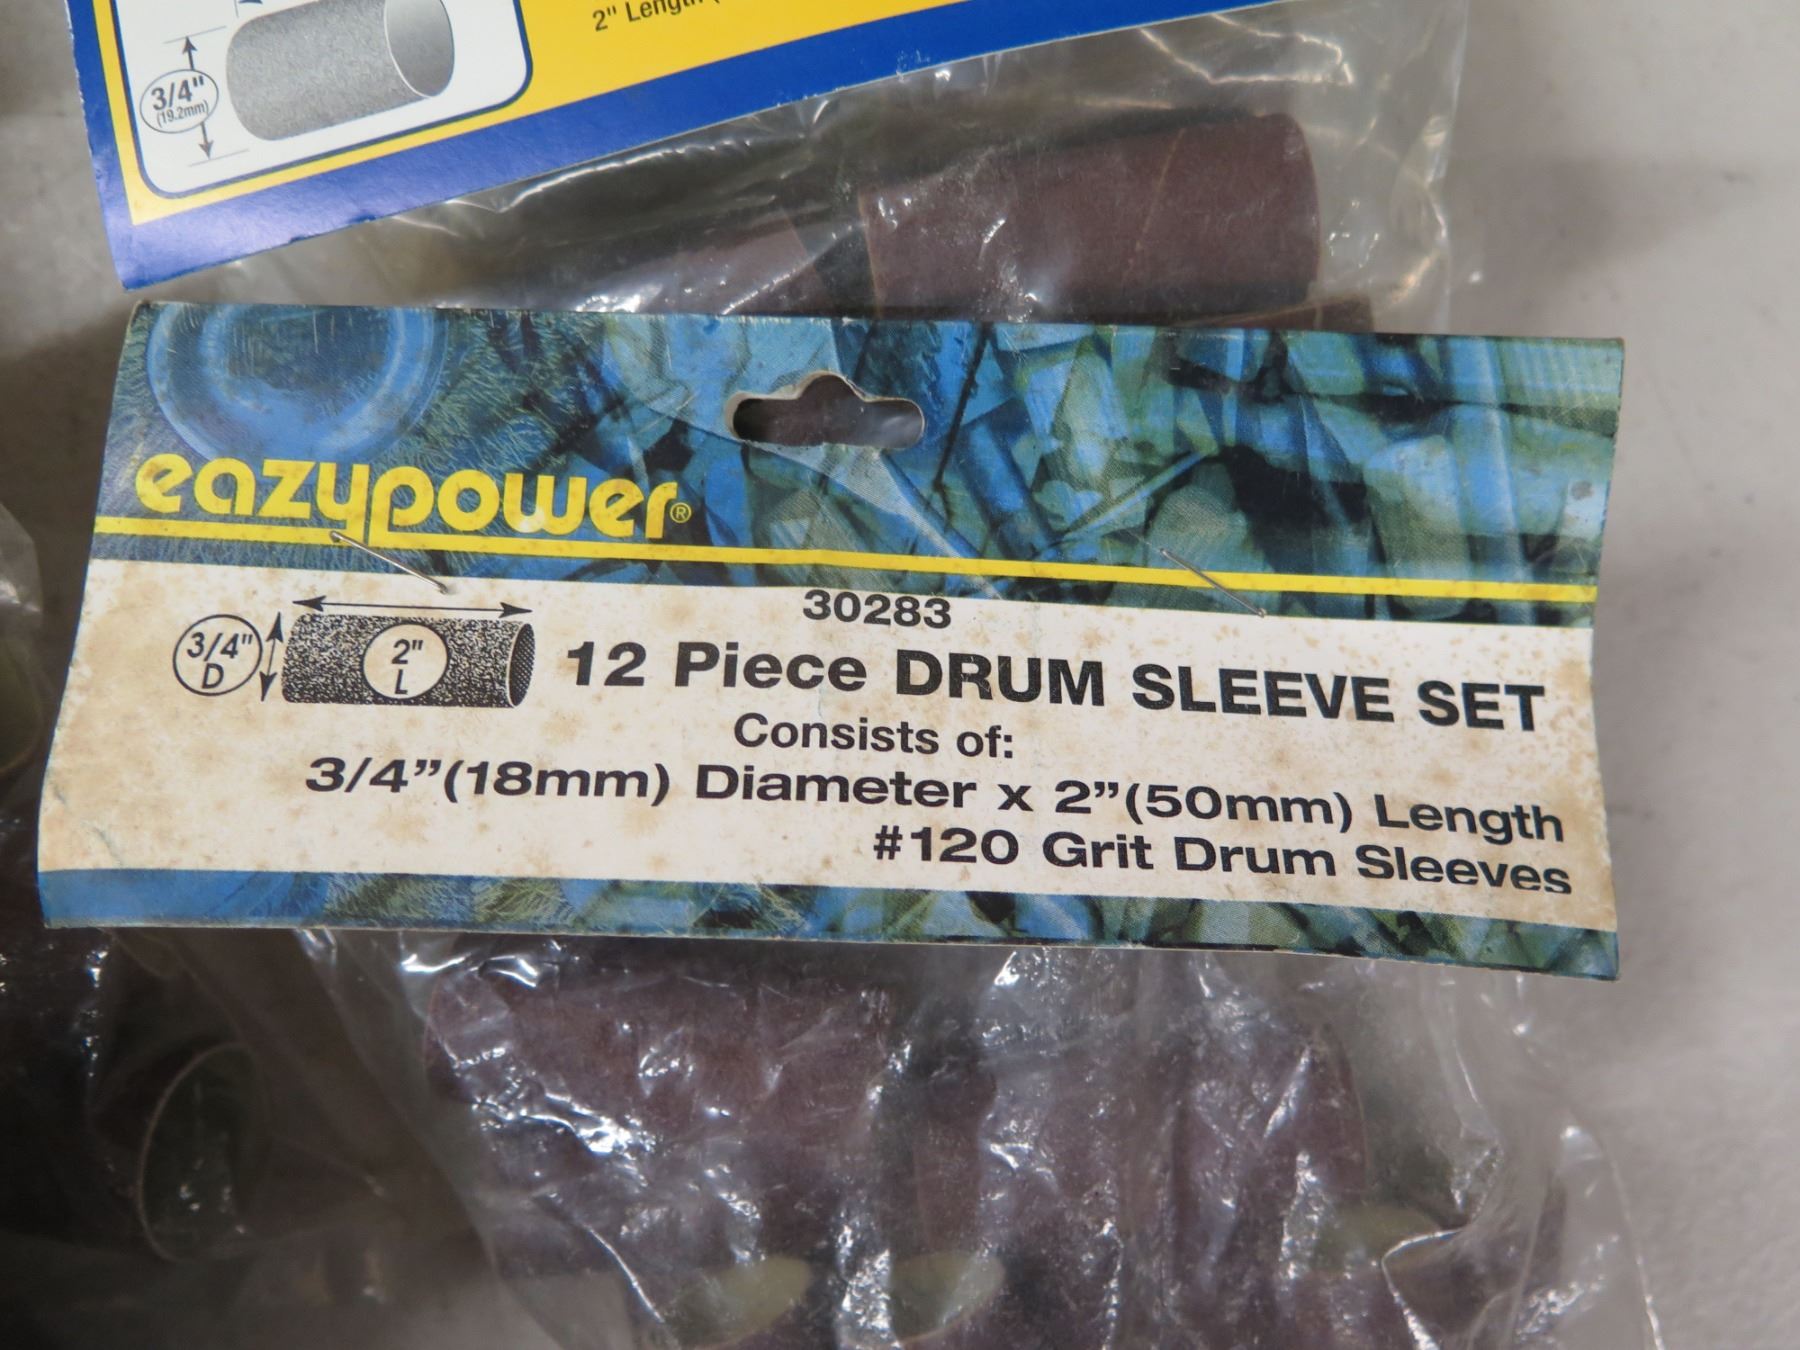 2" Length
3/4"
(19.2mm)
eazypower®
30283
3/4"
D
2"
L
12 Piece DRUM SLEEVE SET
Consists of:
3/4”(18mm) Diameter x 2”(50mm) Length
#120 Grit Drum Sleeves